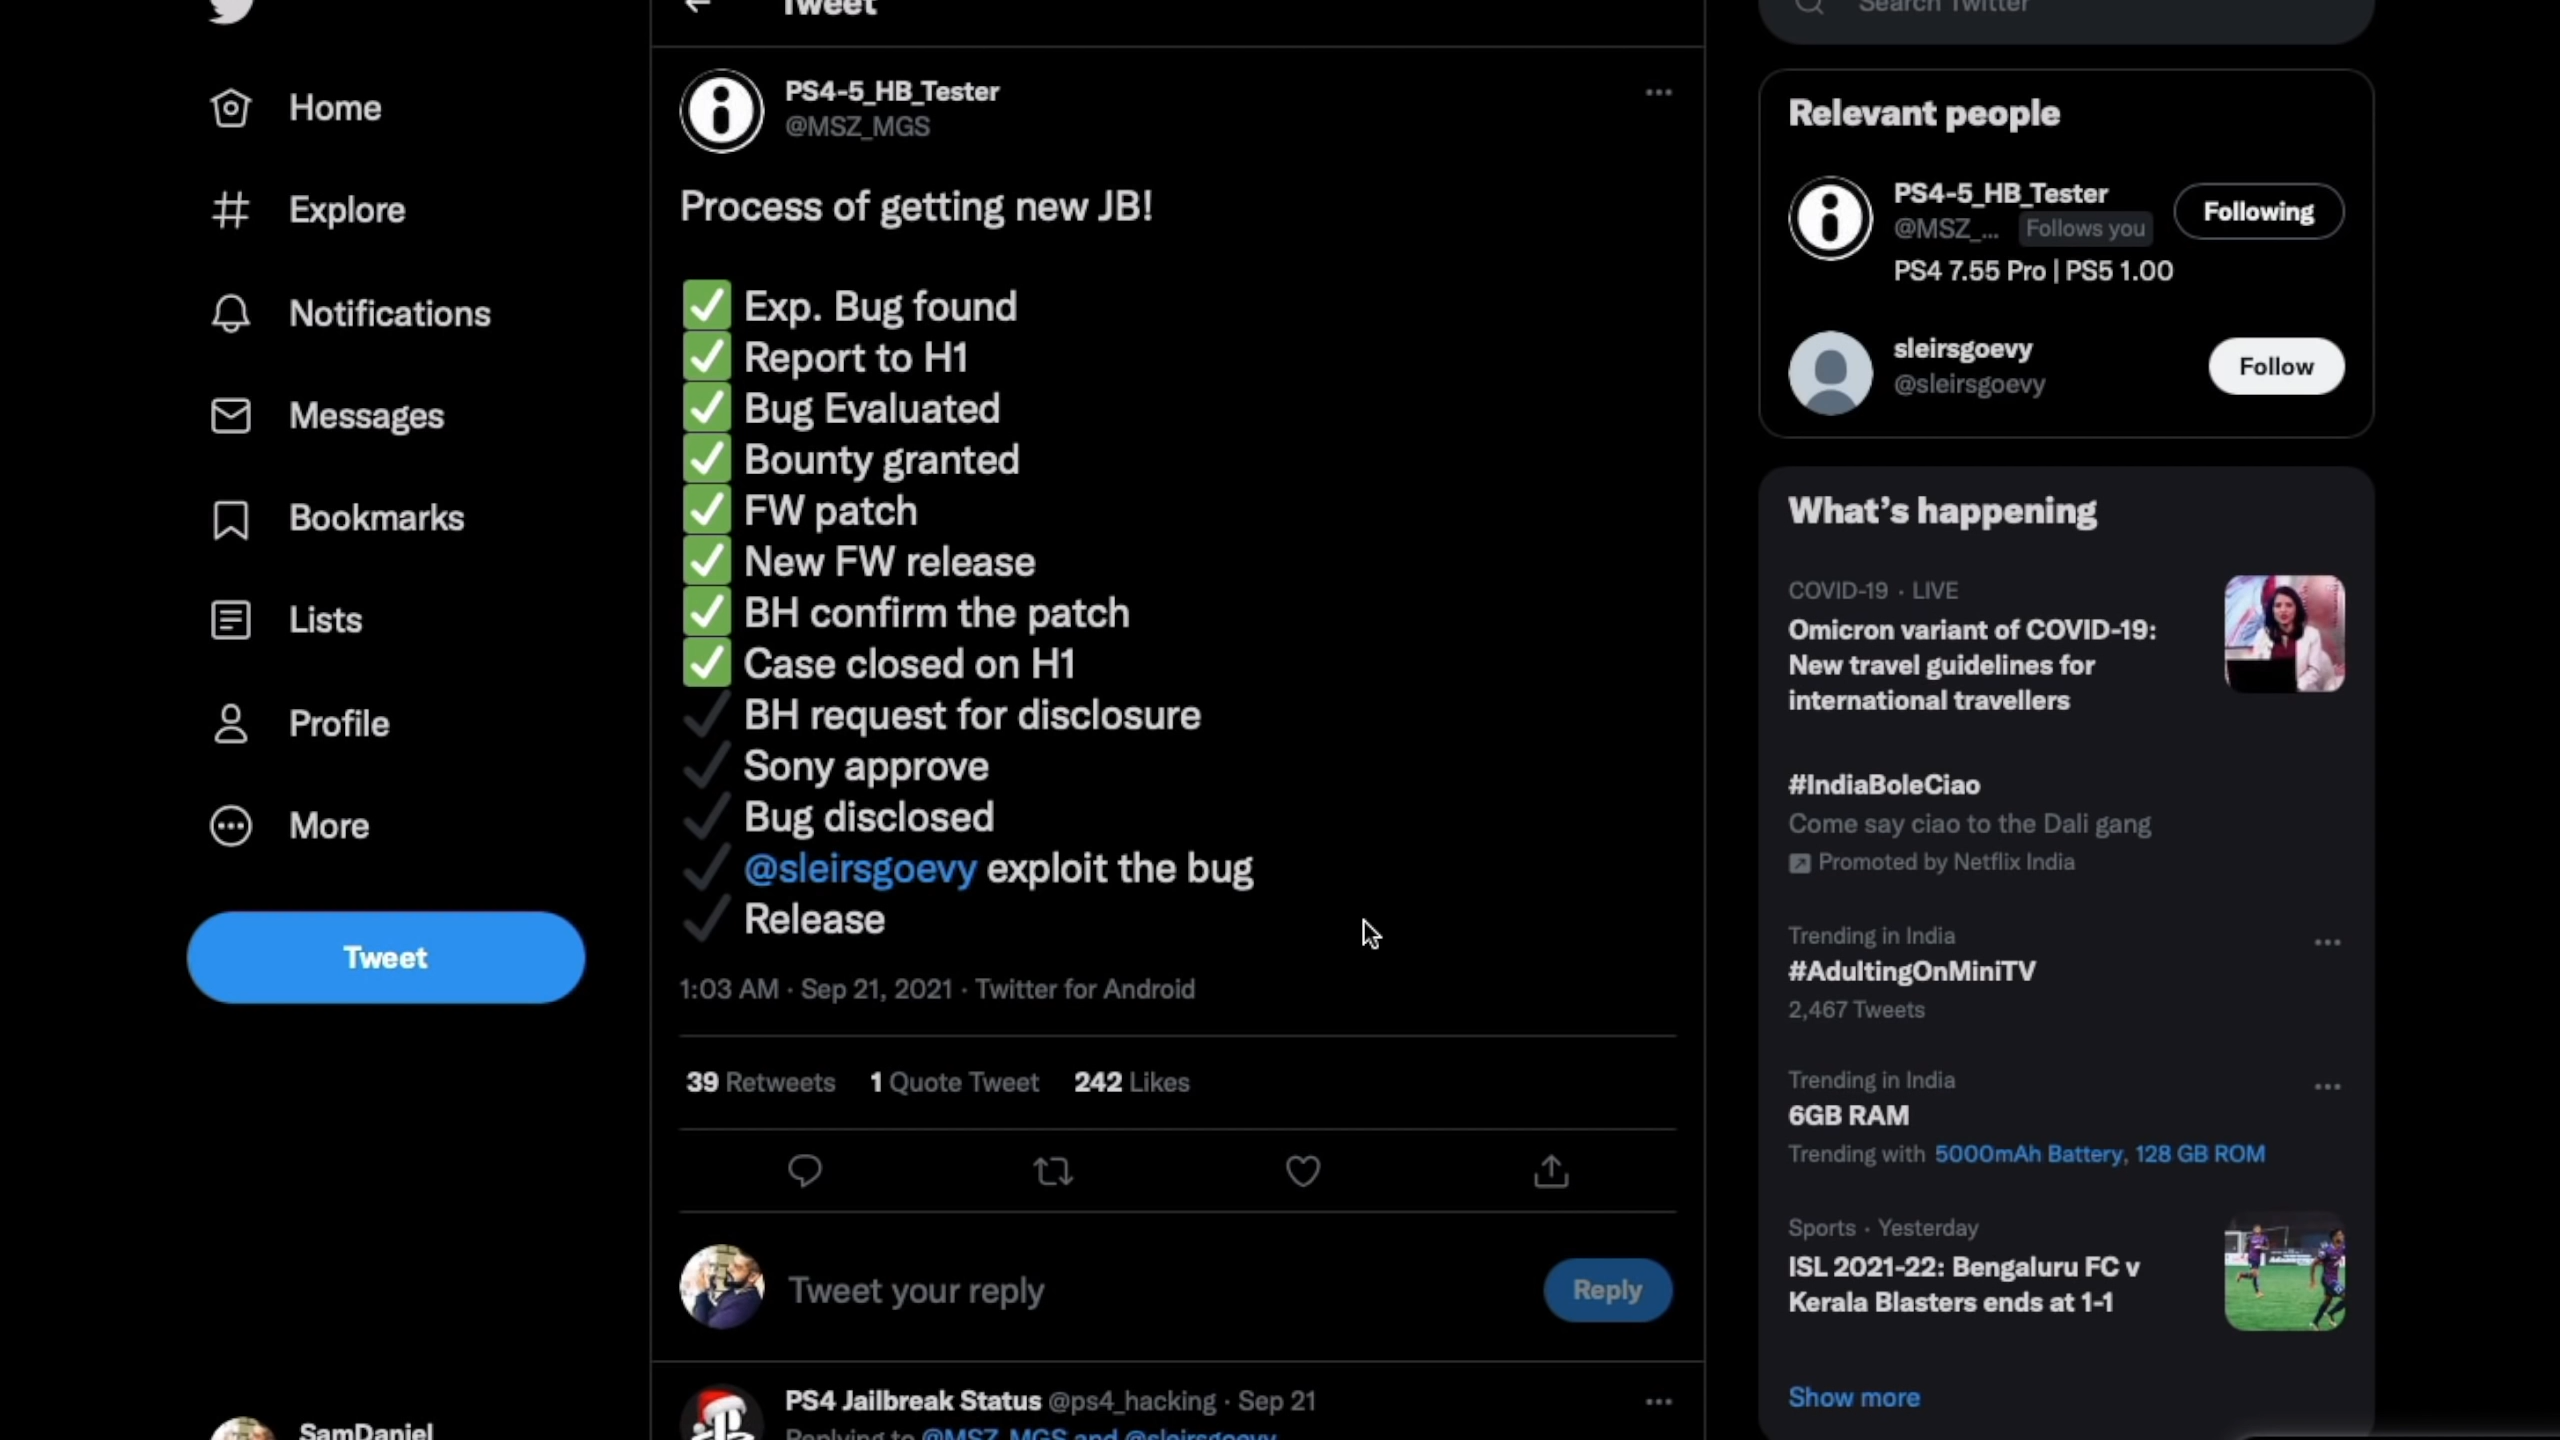 Tweet
Search Twitter
Home
Explore
Notifications
Messages
Bookmarks
Lists
Profile
More
Tweet
SamDaniel
PS4-5_HB_Tester
@MSZ_MGS
Process of getting new JB!
✅ Exp. Bug found
✅ Report to H1
✅ Bug Evaluated
✅ Bounty granted
✅ FW patch
✅ New FW release
✅ BH confirm the patch
✅ Case closed on H1
✔ BH request for disclosure
✔ Sony approve
✔ Bug disclosed
✔ @sleirsgoevy exploit the bug
✔ Release
1:03 AM · Sep 21, 2021 · Twitter for Android
39 Retweets 1 Quote Tweet 242 Likes
Tweet your reply
Reply
PS4 Jailbreak Status @ps4_hacking · Sep 21
Replying to @MSZ_MGS and @sleirsgoevy
Relevant people
PS4-5_HB_Tester
@MSZ_... Follows you
Following
PS4 7.55 Pro | PS5 1.00
sleirsgoevy
@sleirsgoevy
Follow
What's happening
COVID-19 · LIVE
Omicron variant of COVID-19:
New travel guidelines for
international travellers
#IndiaBoleCiao
Come say ciao to the Dali gang
Promoted by Netflix India
Trending in India
#AdultingOnMiniTV
2,467 Tweets
Trending in India
6GB RAM
Trending with 5000mAh Battery, 128 GB ROM
Sports · Yesterday
ISL 2021-22: Bengaluru FC v
Kerala Blasters ends at 1-1
Show more